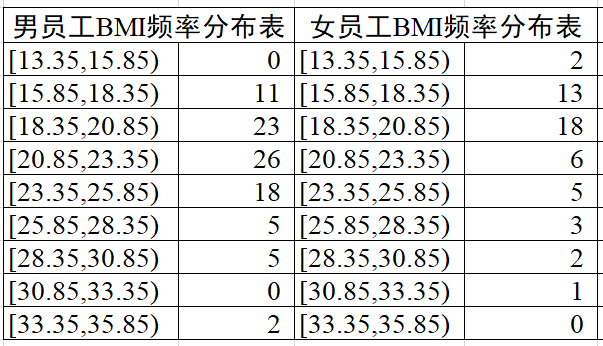 男员工BMI频率分布表 女员工BMI频率分布表
[13.35,15.85) 0 [13.35,15.85) 2
[15.85,18.35) 11 [15.85,18.35) 13
[18.35,20.85) 23 [18.35,20.85) 18
[20.85,23.35) 26 [20.85,23.35) 6
[23.35,25.85) 18 [23.35,25.85) 5
[25.85,28.35) 5 [25.85,28.35) 3
[28.35,30.85) 5 [28.35,30.85) 2
[30.85,33.35) 0 [30.85,33.35) 1
[33.35,35.85) 2 [33.35,35.85) 0